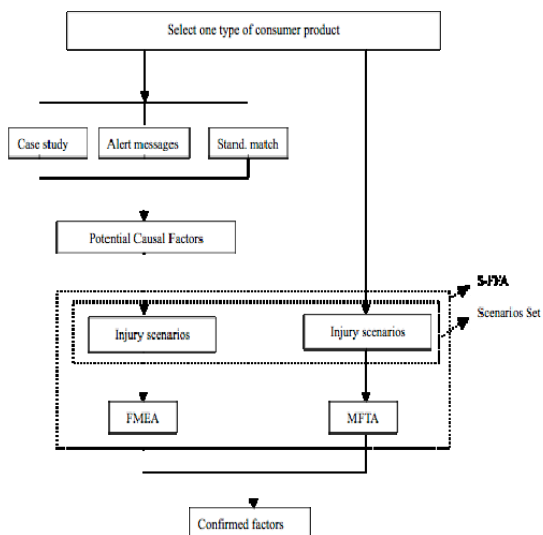 Select one type of consumer product
Case study
Alert messages
Stand. match
Potential Causal Factors
S-FFA
Scenarios Set
Injury scenarios
Injury scenarios
FMEA
MFTA
Confirmed factors